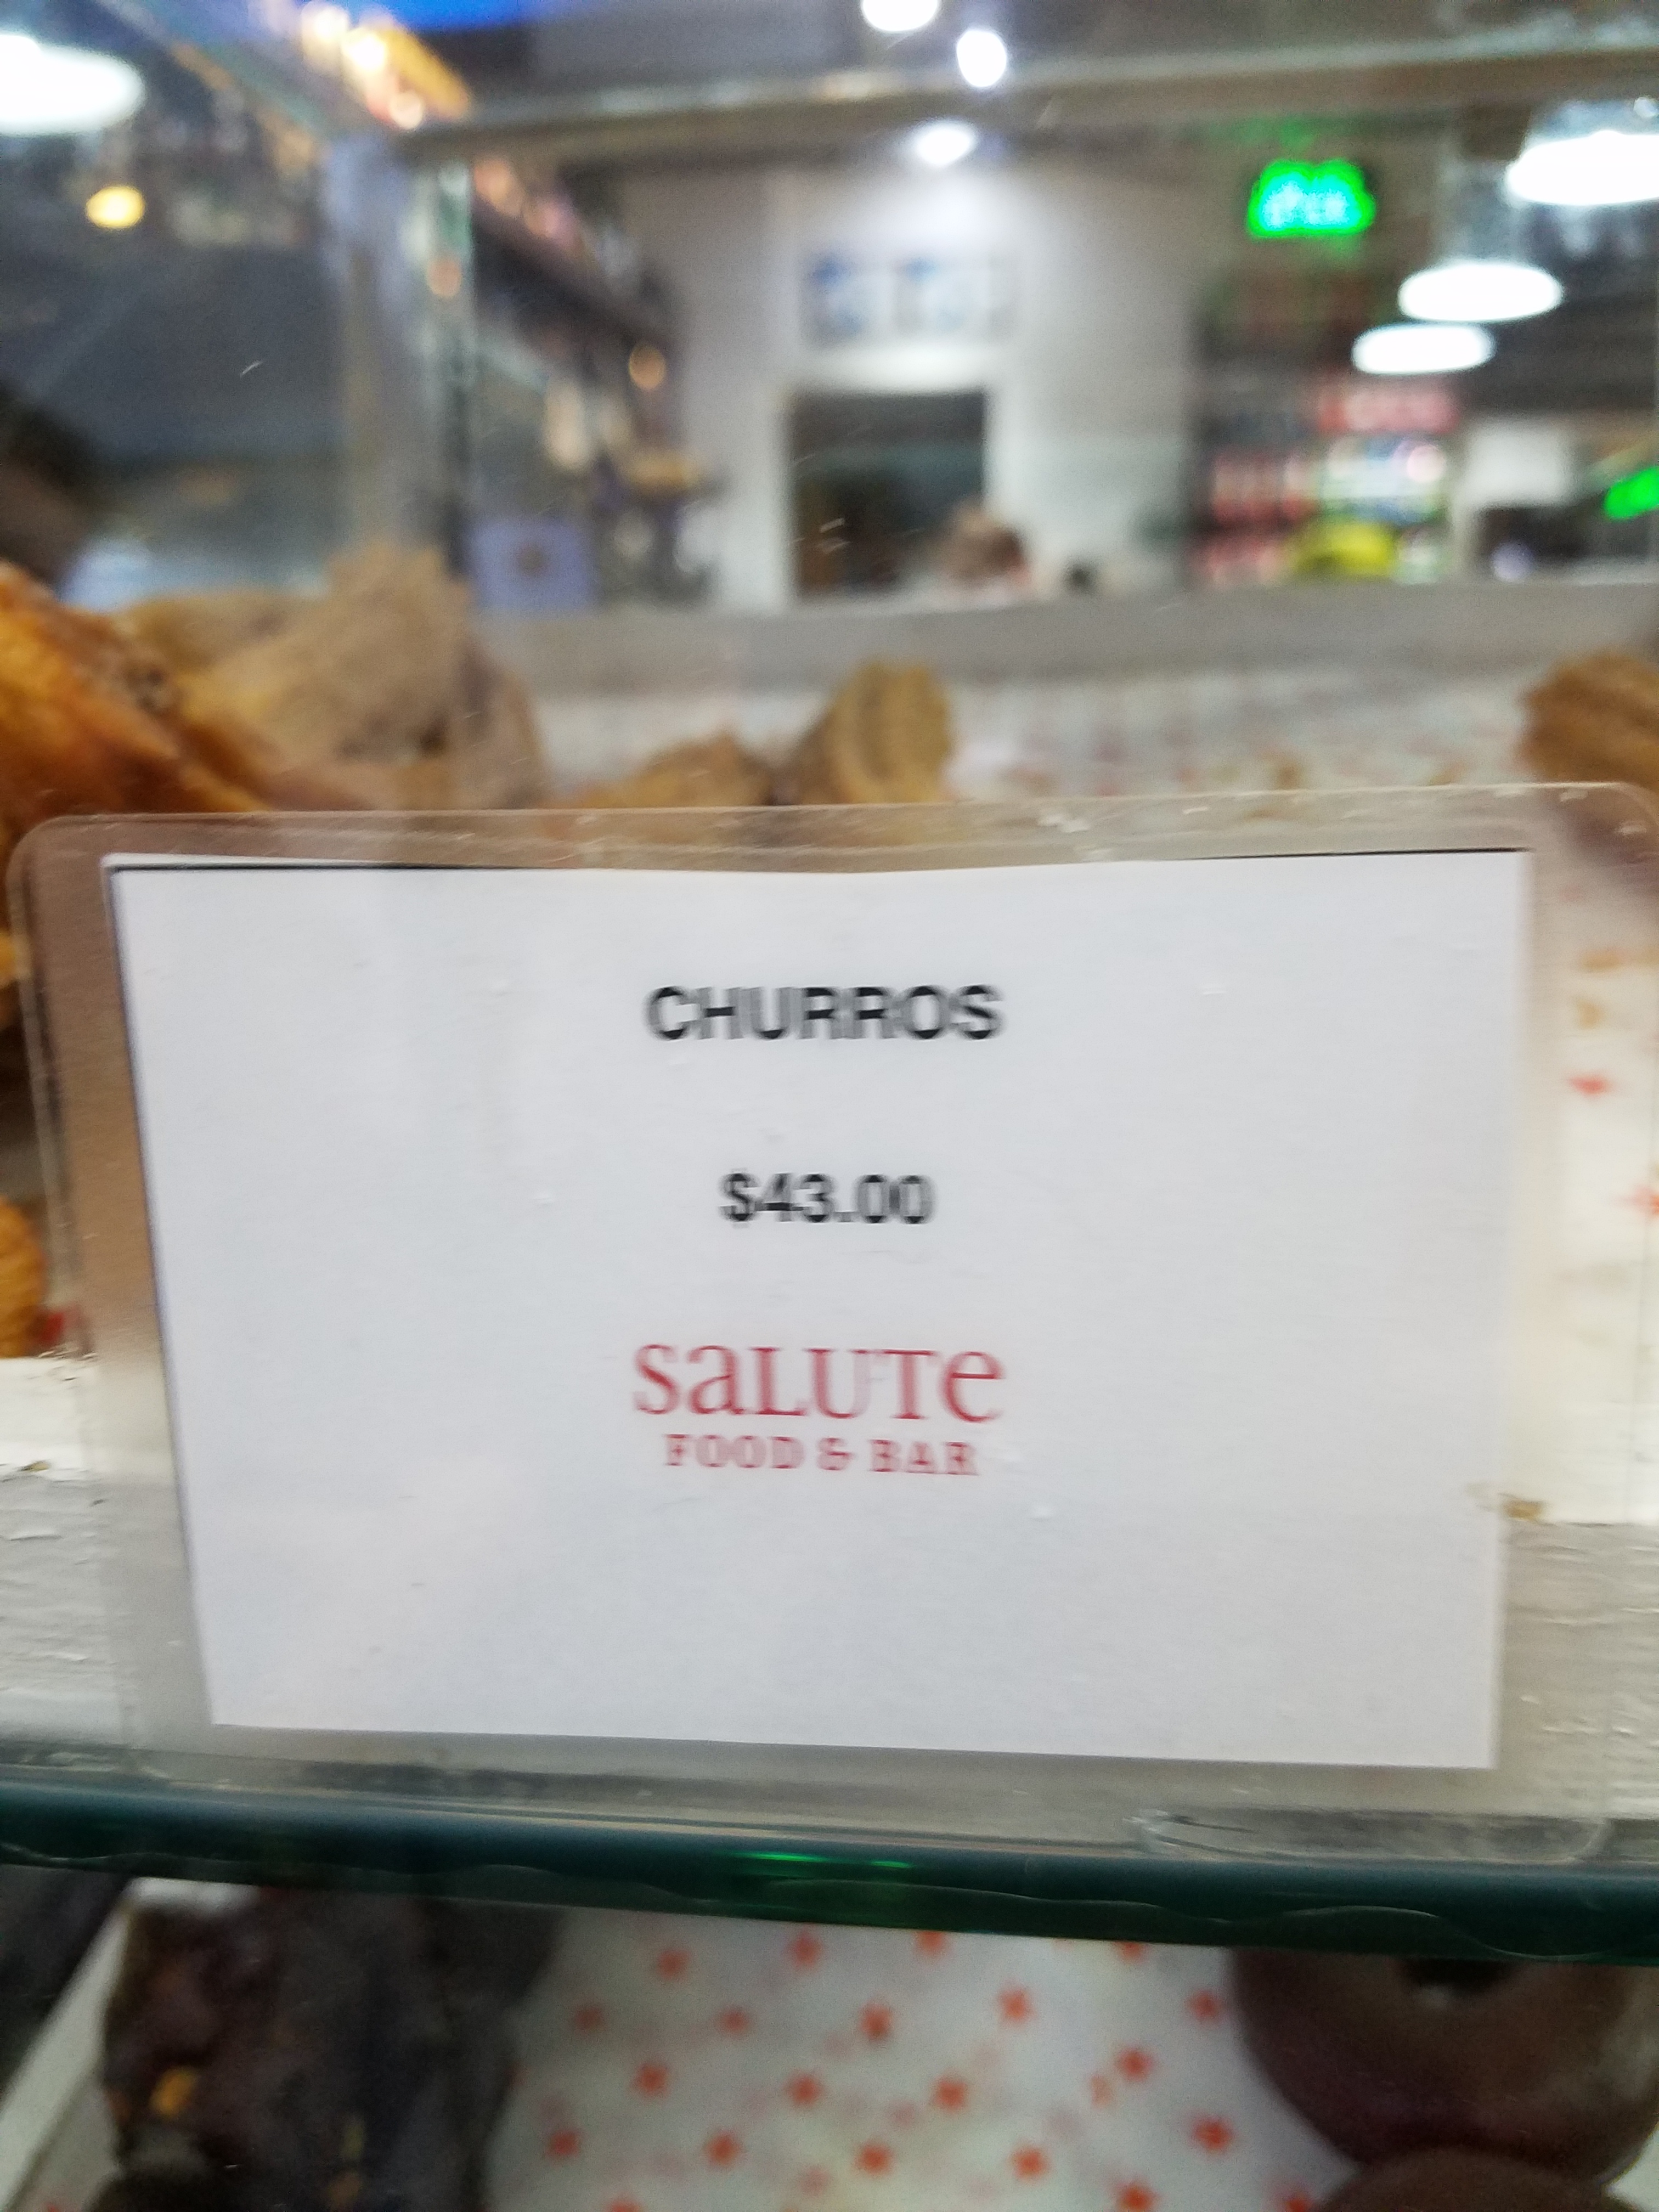 CHURROS
$43.00
SaLUTe
FOOD & BAR